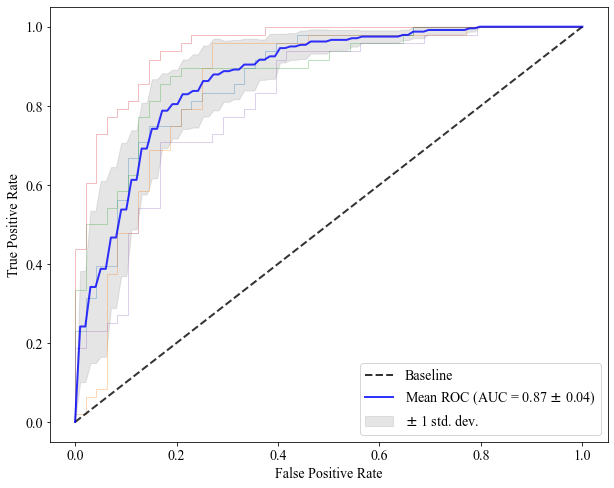 1.0
0.8
0.6
0.4
0.2
0.0
True Positive Rate
0.0 0.2 0.4 0.6 0.8 1.0
False Positive Rate
Baseline
Mean ROC (AUC = 0.87 ± 0.04)
± 1 std. dev.